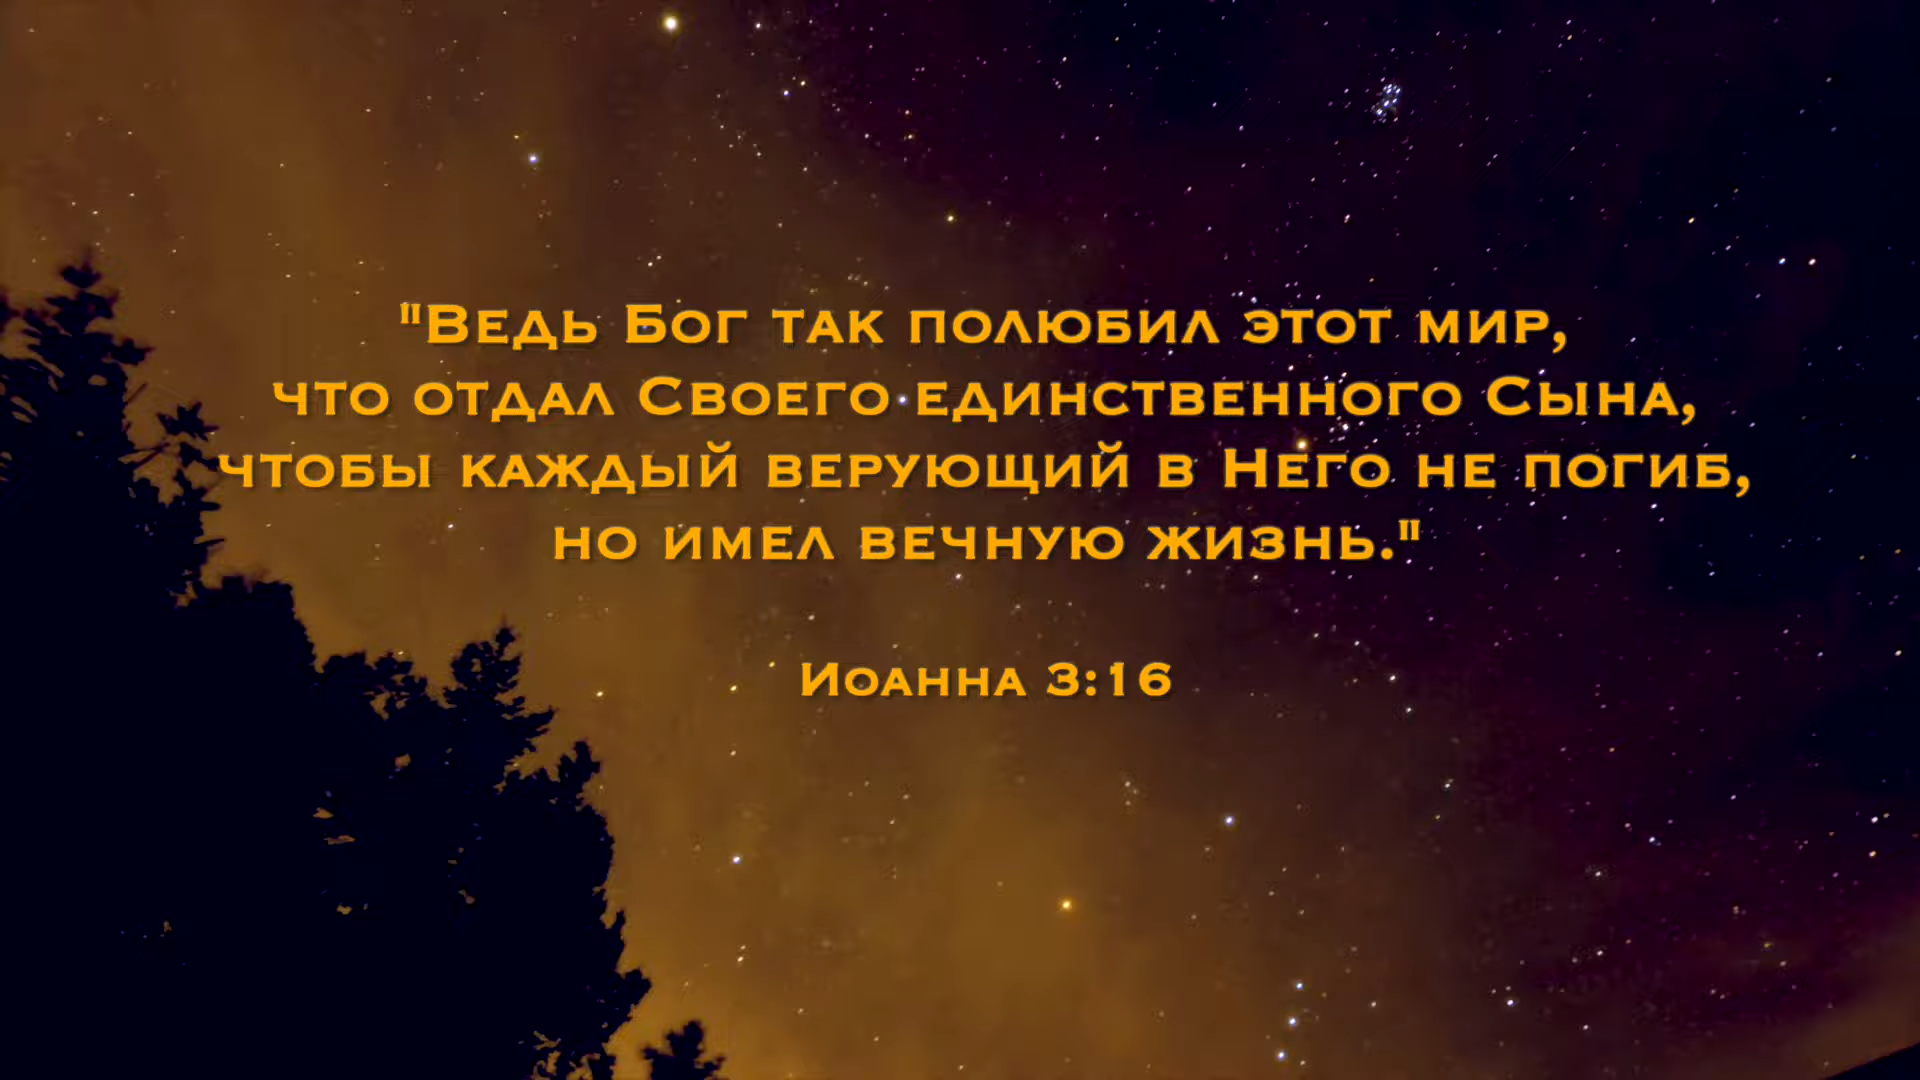 "Ведь Бог так полюбил этот мир,
что отдал Своего единственного Сына,
чтобы каждый верующий в Него не погиб,
но имел вечную жизнь."
Иоанна 3:16